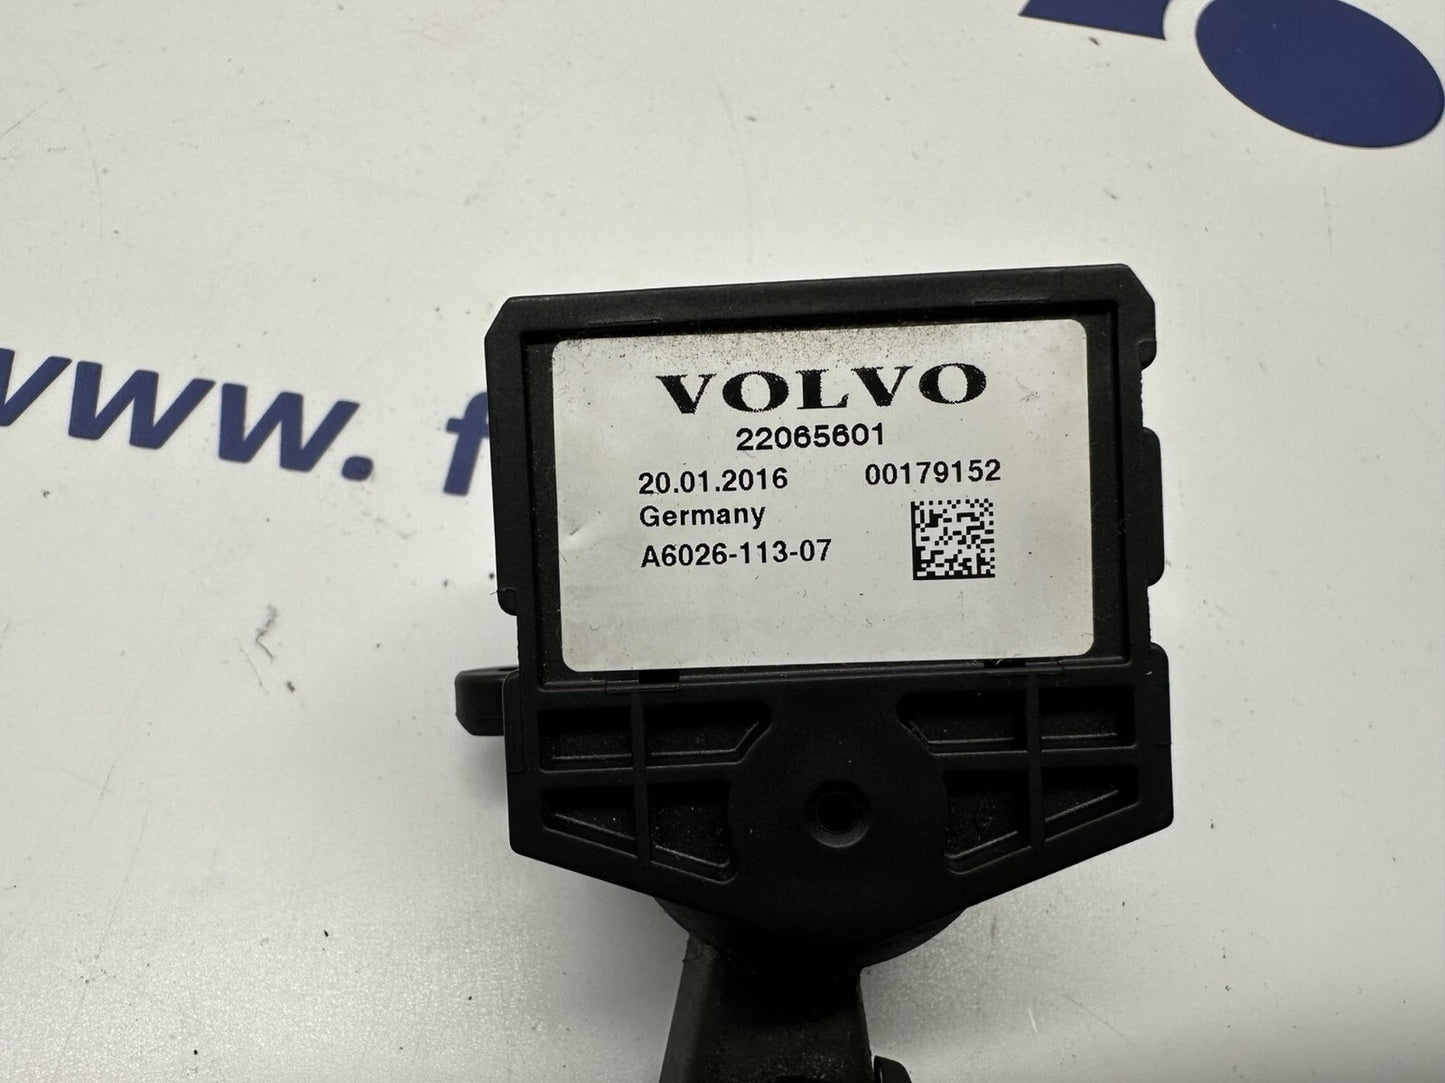 www. f
VOLVO
22065601
20.01.2016 00179152
Germany
A6026-113-07